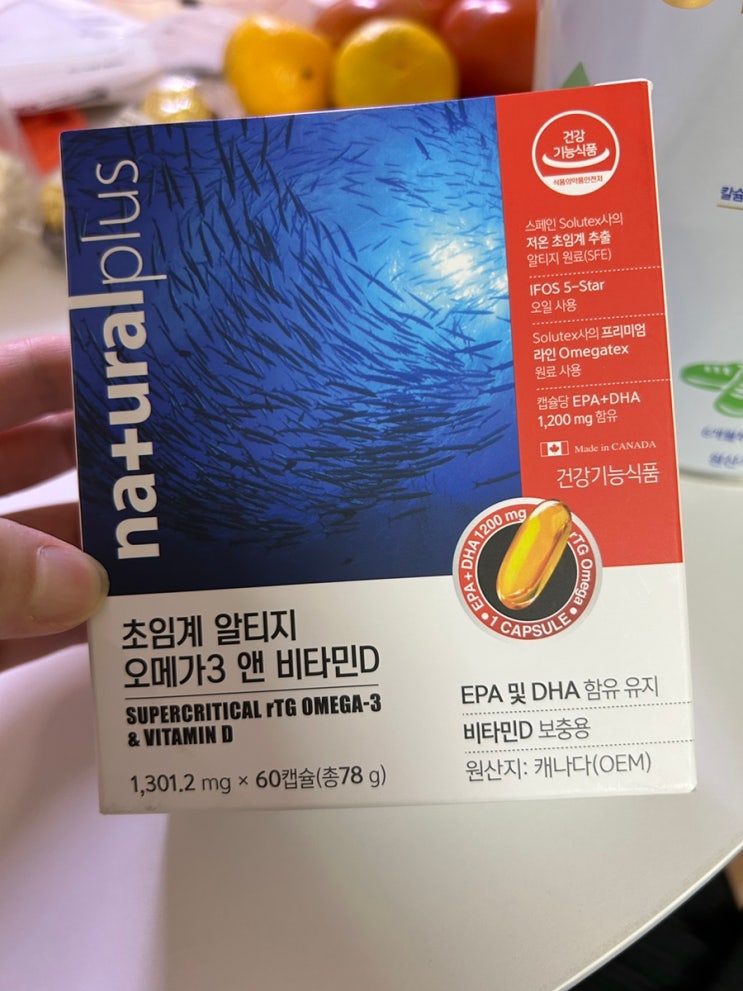 natural plus
건강
기능식품
식품의약품안전처
스페인 Solutex사의
저온 초임계 추출
알티지 원료(SFE)
IFOS 5-Star
오일 사용
Solutex사의 프리미엄
라인 Omegatex
원료 사용
캡슐당 EPA+DHA
1,200 mg 함유
Made in CANADA
건강기능식품
EPA+DHA 1200 mg
rTG Omega
1 CAPSULE
초임계 알티지
오메가3 앤 비타민D
SUPERCRITICAL rTG OMEGA-3
& VITAMIN D
1,301.2 mg × 60캡슐(총78 g)
EPA 및 DHA 함유 유지
비타민D 보충용
원산지: 캐나다(OEM)
칼슘